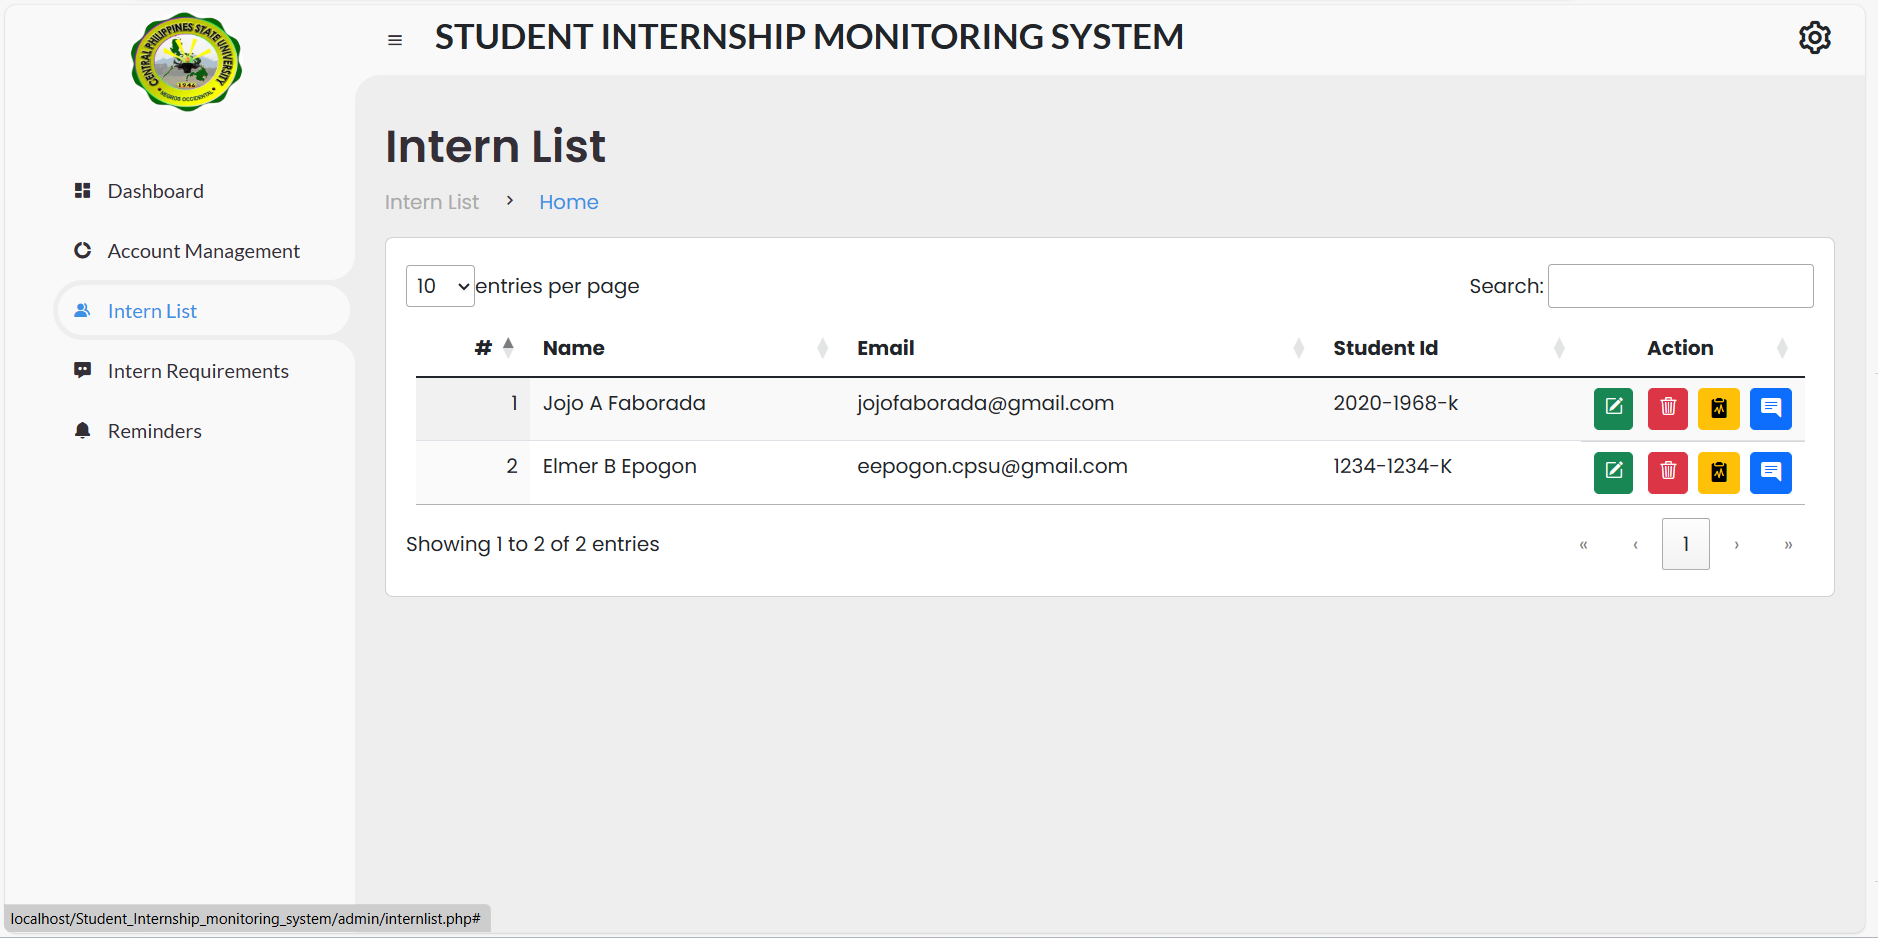 CENTRAL PHILIPPINES STATE UNIVERSITY
1946
• NEGROS OCCIDENTAL •
STUDENT INTERNSHIP MONITORING SYSTEM
Dashboard
Account Management
Intern List
Intern Requirements
Reminders
Intern List
Intern List › Home
10 entries per page
Search:
# Name Email Student Id Action
1 Jojo A Faborada jojofaborada@gmail.com 2020-1968-k
2 Elmer B Epogon eepogon.cpsu@gmail.com 1234-1234-K
Showing 1 to 2 of 2 entries
« ‹ 1 › »
localhost/Student_Internship_monitoring_system/admin/internlist.php#